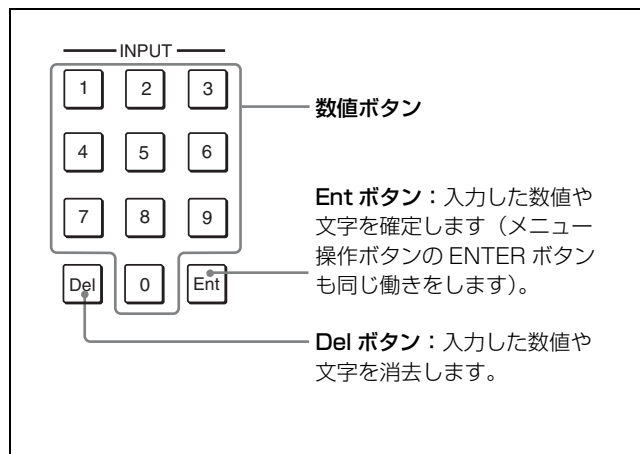 INPUT
1 2 3
数値ボタン
4 5 6
Ent ボタン：入力した数値や
文字を確定します（メニュー
操作ボタンの ENTER ボタン
も同じ働きをします）。
7 8 9
Del 0 Ent
Del ボタン：入力した数値や
文字を消去します。